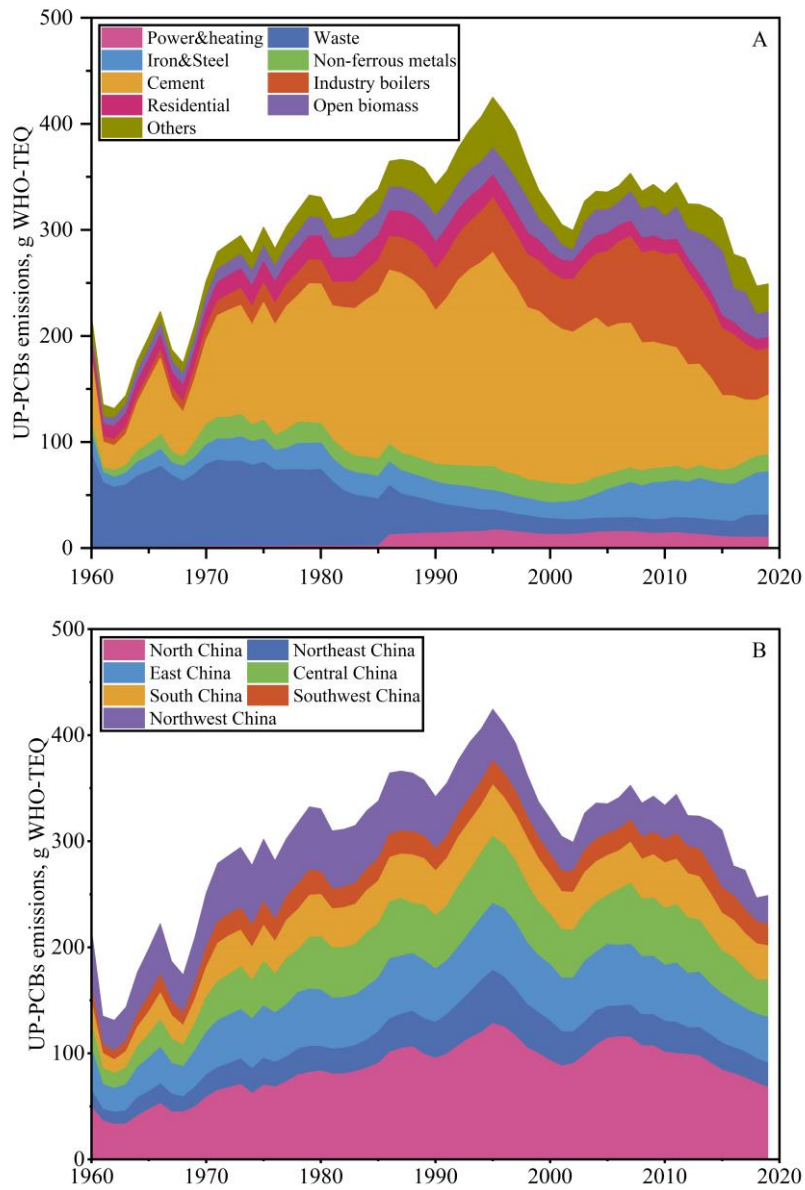 500
A
Power&heating Waste
Iron&Steel Non-ferrous metals
Cement Industry boilers
Residential Open biomass
Others
400
300
200
100
0
UP-PCBs emissions, g WHO-TEQ
1960 1970 1980 1990 2000 2010 2020
500
B
North China Northeast China
East China Central China
South China Southwest China
Northwest China
400
300
200
100
0
UP-PCBs emissions, g WHO-TEQ
1960 1970 1980 1990 2000 2010 2020